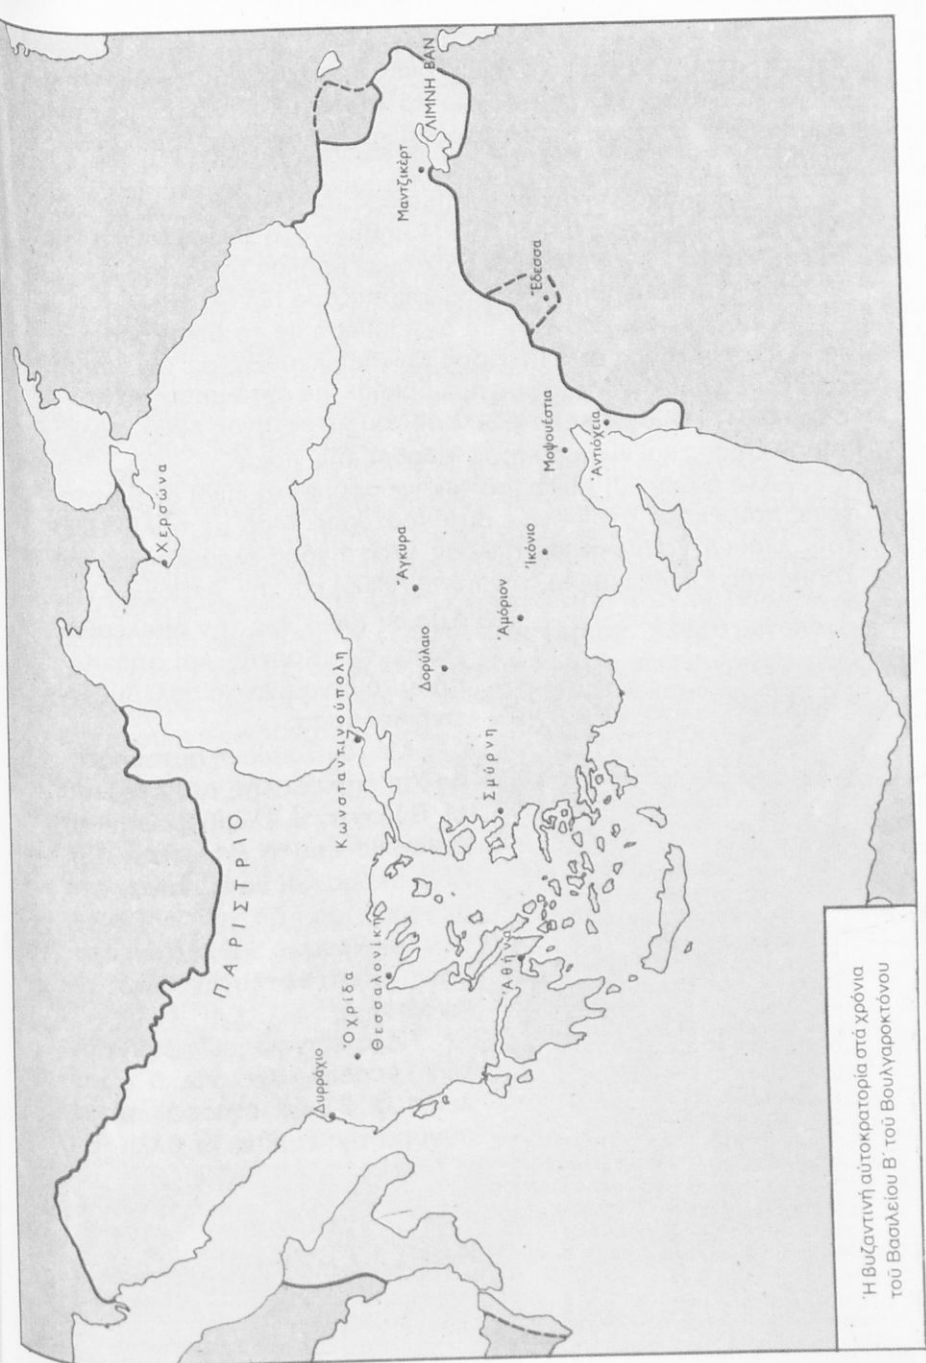 Χερσώνα
ΠΑΡΙΣΤΡΙΟ
Δυρράχιο
Ὀχρίδα
Θεσσαλονίκη
Κωνσταντινούπολη
Ἀθήνα
Σμύρνη
Δορύλαιο
Ἄγκυρα
Ἀμόριον
Ἰκόνιο
Μοψουέστια
Ἀντιόχεια
Ἔδεσσα
Μαντζικέρτ
ΛΙΜΝΗ ΒΑΝ
Ἡ βυζαντινή αὐτοκρατορία στά χρόνια
τοῦ Βασιλείου Β΄ τοῦ Βουλγαροκτόνου